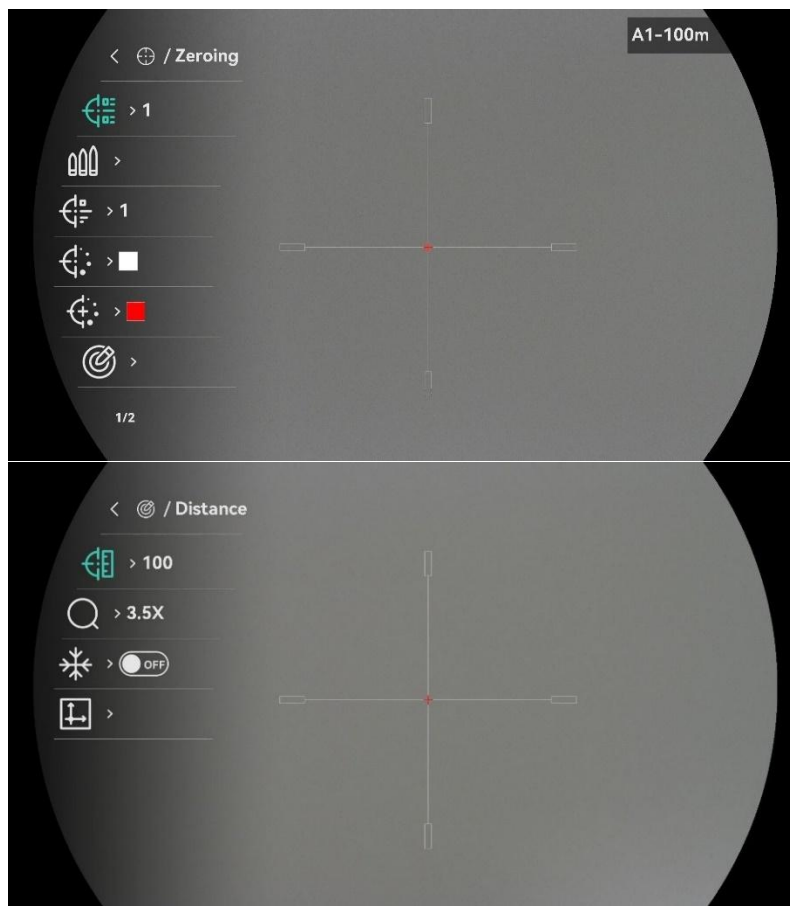 A1-100m
/ Zeroing
> 1
>
> 1
>
>
>
1/2
/ Distance
> 100
> 3.5X
> OFF
>